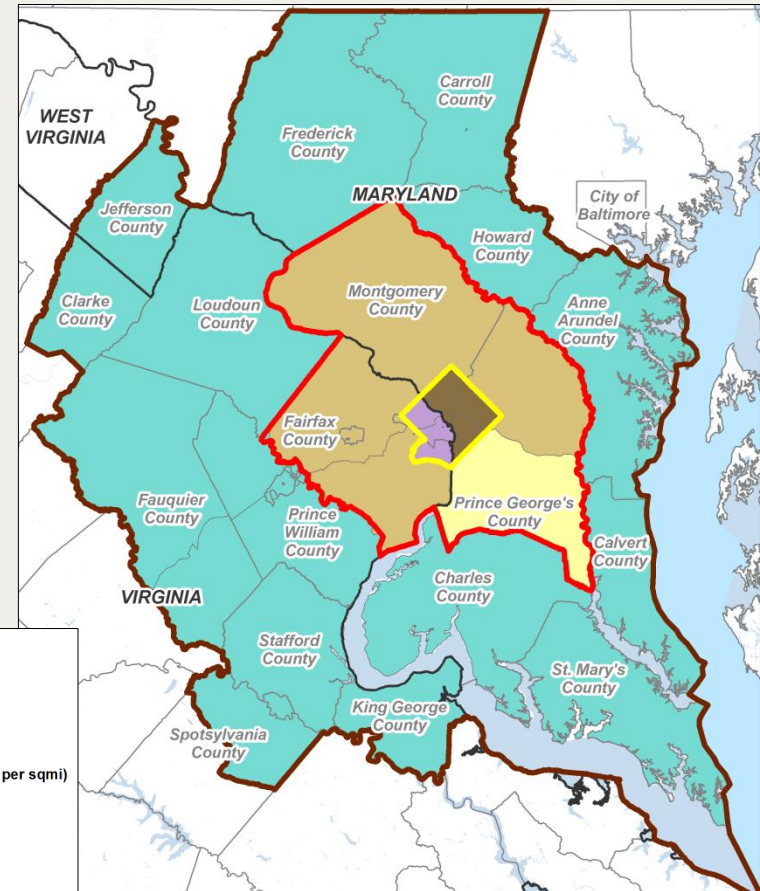 Carroll
County
WEST
VIRGINIA
Frederick
County
MARYLAND
City of
Baltimore
Jefferson
County
Howard
County
Clarke
County
Loudoun
County
Montgomery
County
Anne
Arundel
County
Fairfax
County
Fauquier
County
Prince
William
County
Prince George's
County
Calvert
County
Charles
County
VIRGINIA
Stafford
County
St. Mary's
County
King George
County
Spotsylvania
County
per sqmi)